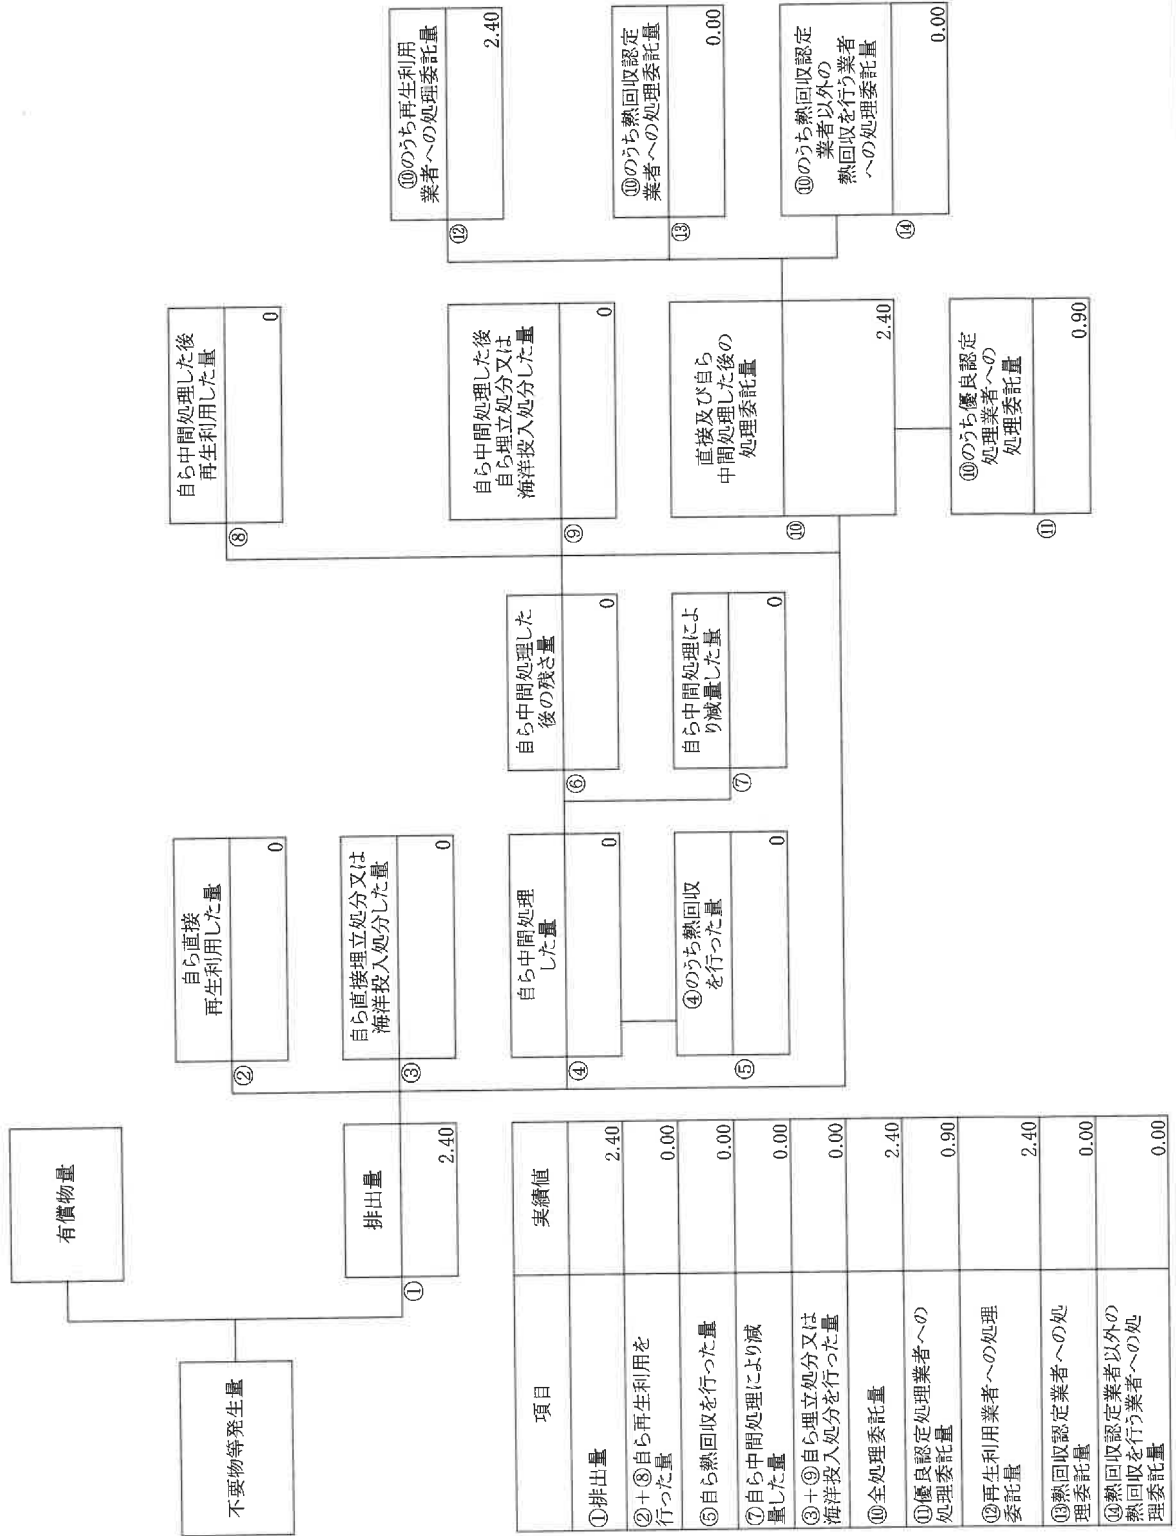 不要物等発生量
有償物量
①
排出量
2.40
②
自ら直接
再生利用した量
0
③
自ら直接埋立処分又は
海洋投入処分した量
0
④
自ら中間処理
した量
0
⑤
④のうち熱回収
を行った量
0
⑥
自ら中間処理した
後の残さ量
0
⑦
自ら中間処理によ
り減量した量
0
⑧
自ら中間処理した後
再生利用した量
0
⑨
自ら中間処理した後
自ら埋立処分又は
海洋投入処分した量
0
⑩
直接及び自ら
中間処理した後の
処理委託量
2.40
⑪
⑩のうち優良認定
処理業者への
処理委託量
0.90
⑫
⑩のうち再生利用
業者への処理委託量
2.40
⑬
⑩のうち熱回収認定
業者への処理委託量
0.00
⑭
⑩のうち熱回収認定
業者以外の
熱回収を行う業者
への処理委託量
0.00
項目 実績値
①排出量 2.40
②+⑧自ら再生利用を
行った量 0.00
⑤自ら熱回収を行った量 0.00
⑦自ら中間処理により減
量した量 0.00
③+⑨自ら埋立処分又は
海洋投入処分を行った量 0.00
⑩全処理委託量 2.40
⑪優良認定処理業者への
処理委託量 0.90
⑫再生利用業者への処理
委託量 2.40
⑬熱回収認定業者への処
理委託量 0.00
⑭熱回収認定業者以外の
熱回収を行う業者への処
理委託量 0.00